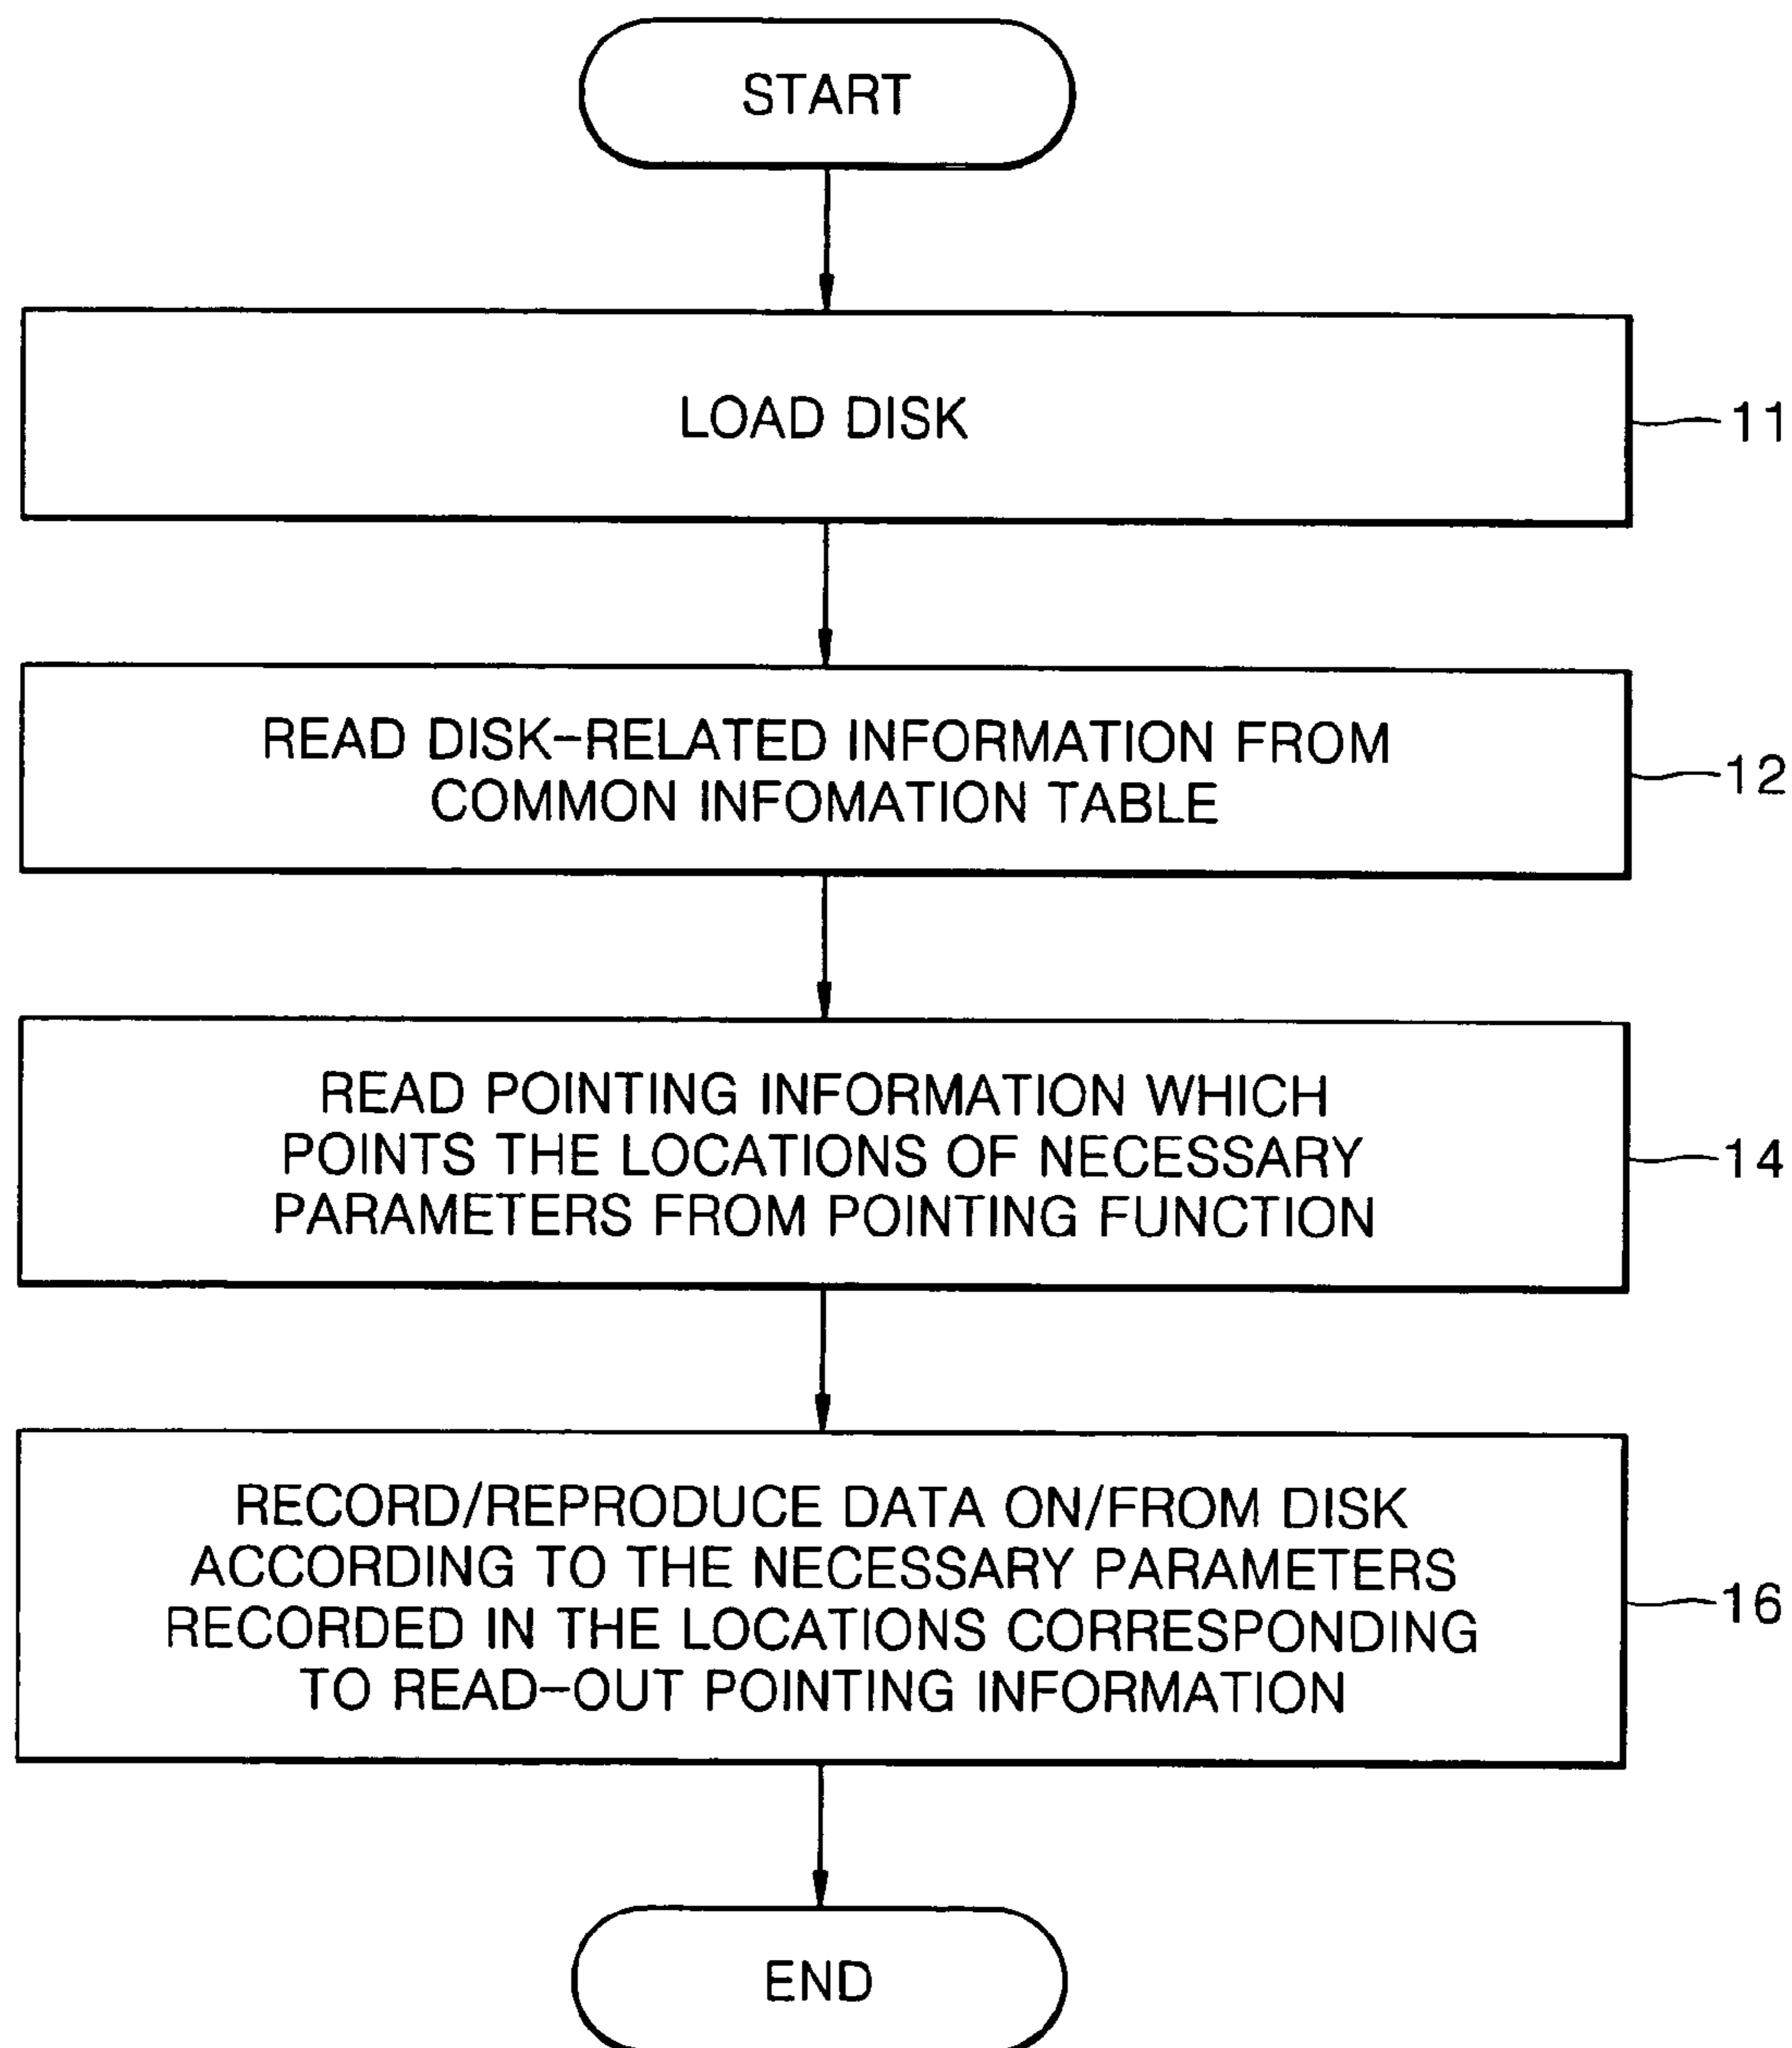 START
LOAD DISK
11
READ DISK-RELATED INFORMATION FROM
COMMON INFOMATION TABLE
12
READ POINTING INFORMATION WHICH
POINTS THE LOCATIONS OF NECESSARY
PARAMETERS FROM POINTING FUNCTION
14
RECORD/REPRODUCE DATA ON/FROM DISK
ACCORDING TO THE NECESSARY PARAMETERS
RECORDED IN THE LOCATIONS CORRESPONDING
TO READ-OUT POINTING INFORMATION
16
END